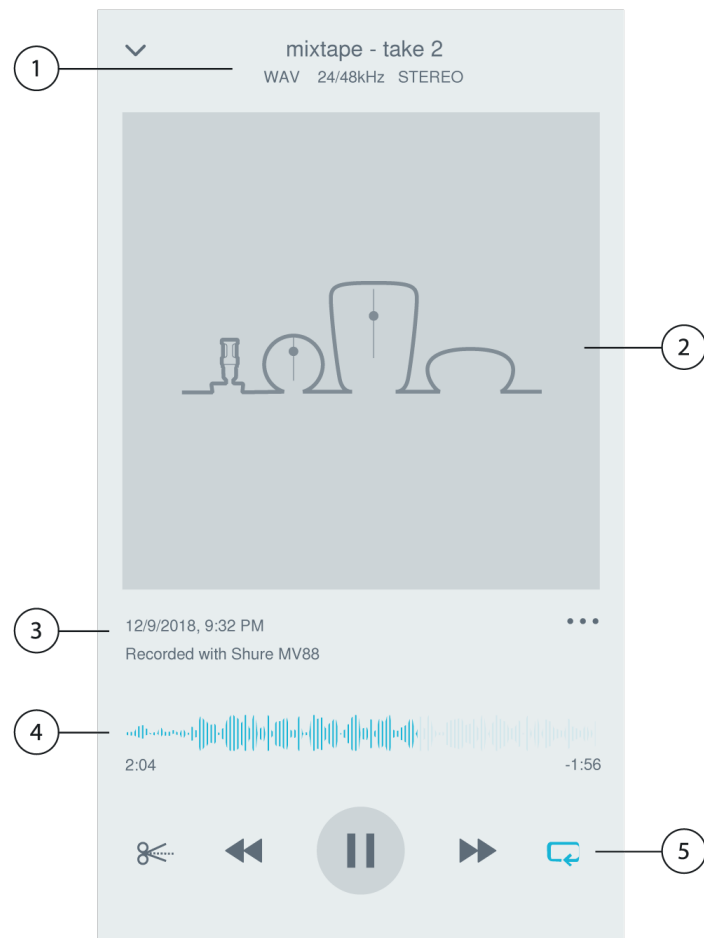 mixtape - take 2
1
WAV 24/48kHz STEREO
2
12/9/2018, 9:32 PM
3
Recorded with Shure MV88
4
2:04 -1:56
5